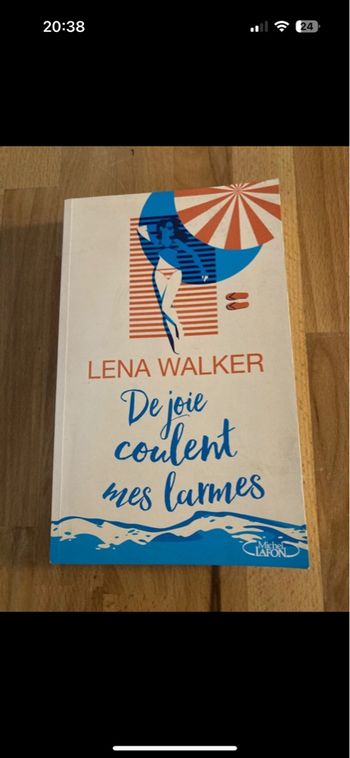 20:38
24
LENA WALKER
De joie
coulent
mes larmes
Michel
LAFON